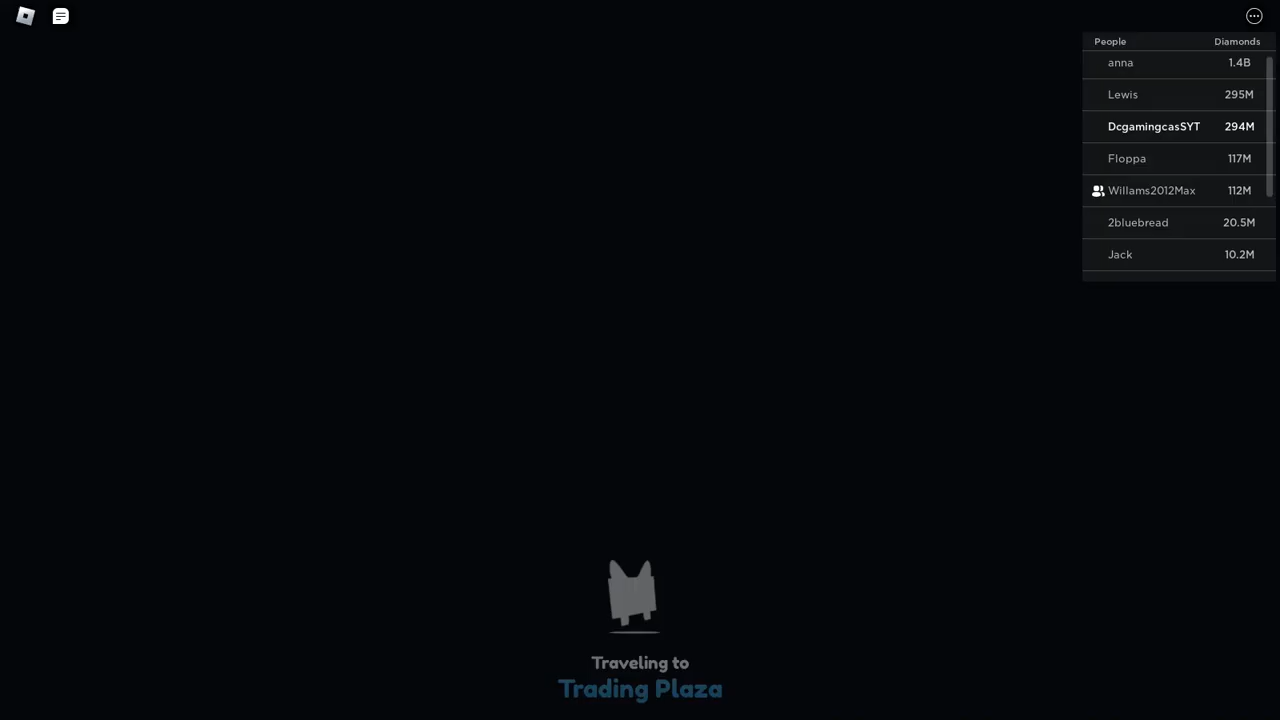 People Diamonds
anna 1.4B
Lewis 295M
DcgamingcasSYT 294M
Floppa 117M
Willams2012Max 112M
2bluebread 20.5M
Jack 10.2M
Traveling to
Trading Plaza